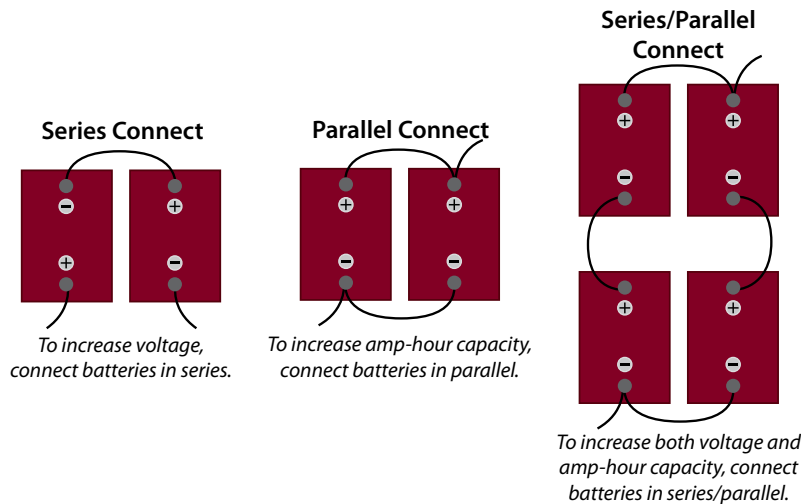 Series Connect
−
+
+
−
To increase voltage,
connect batteries in series.
Parallel Connect
+
+
−
−
To increase amp-hour capacity,
connect batteries in parallel.
Series/Parallel
Connect
+
+
−
−
+
+
−
−
To increase both voltage and
amp-hour capacity, connect
batteries in series/parallel.